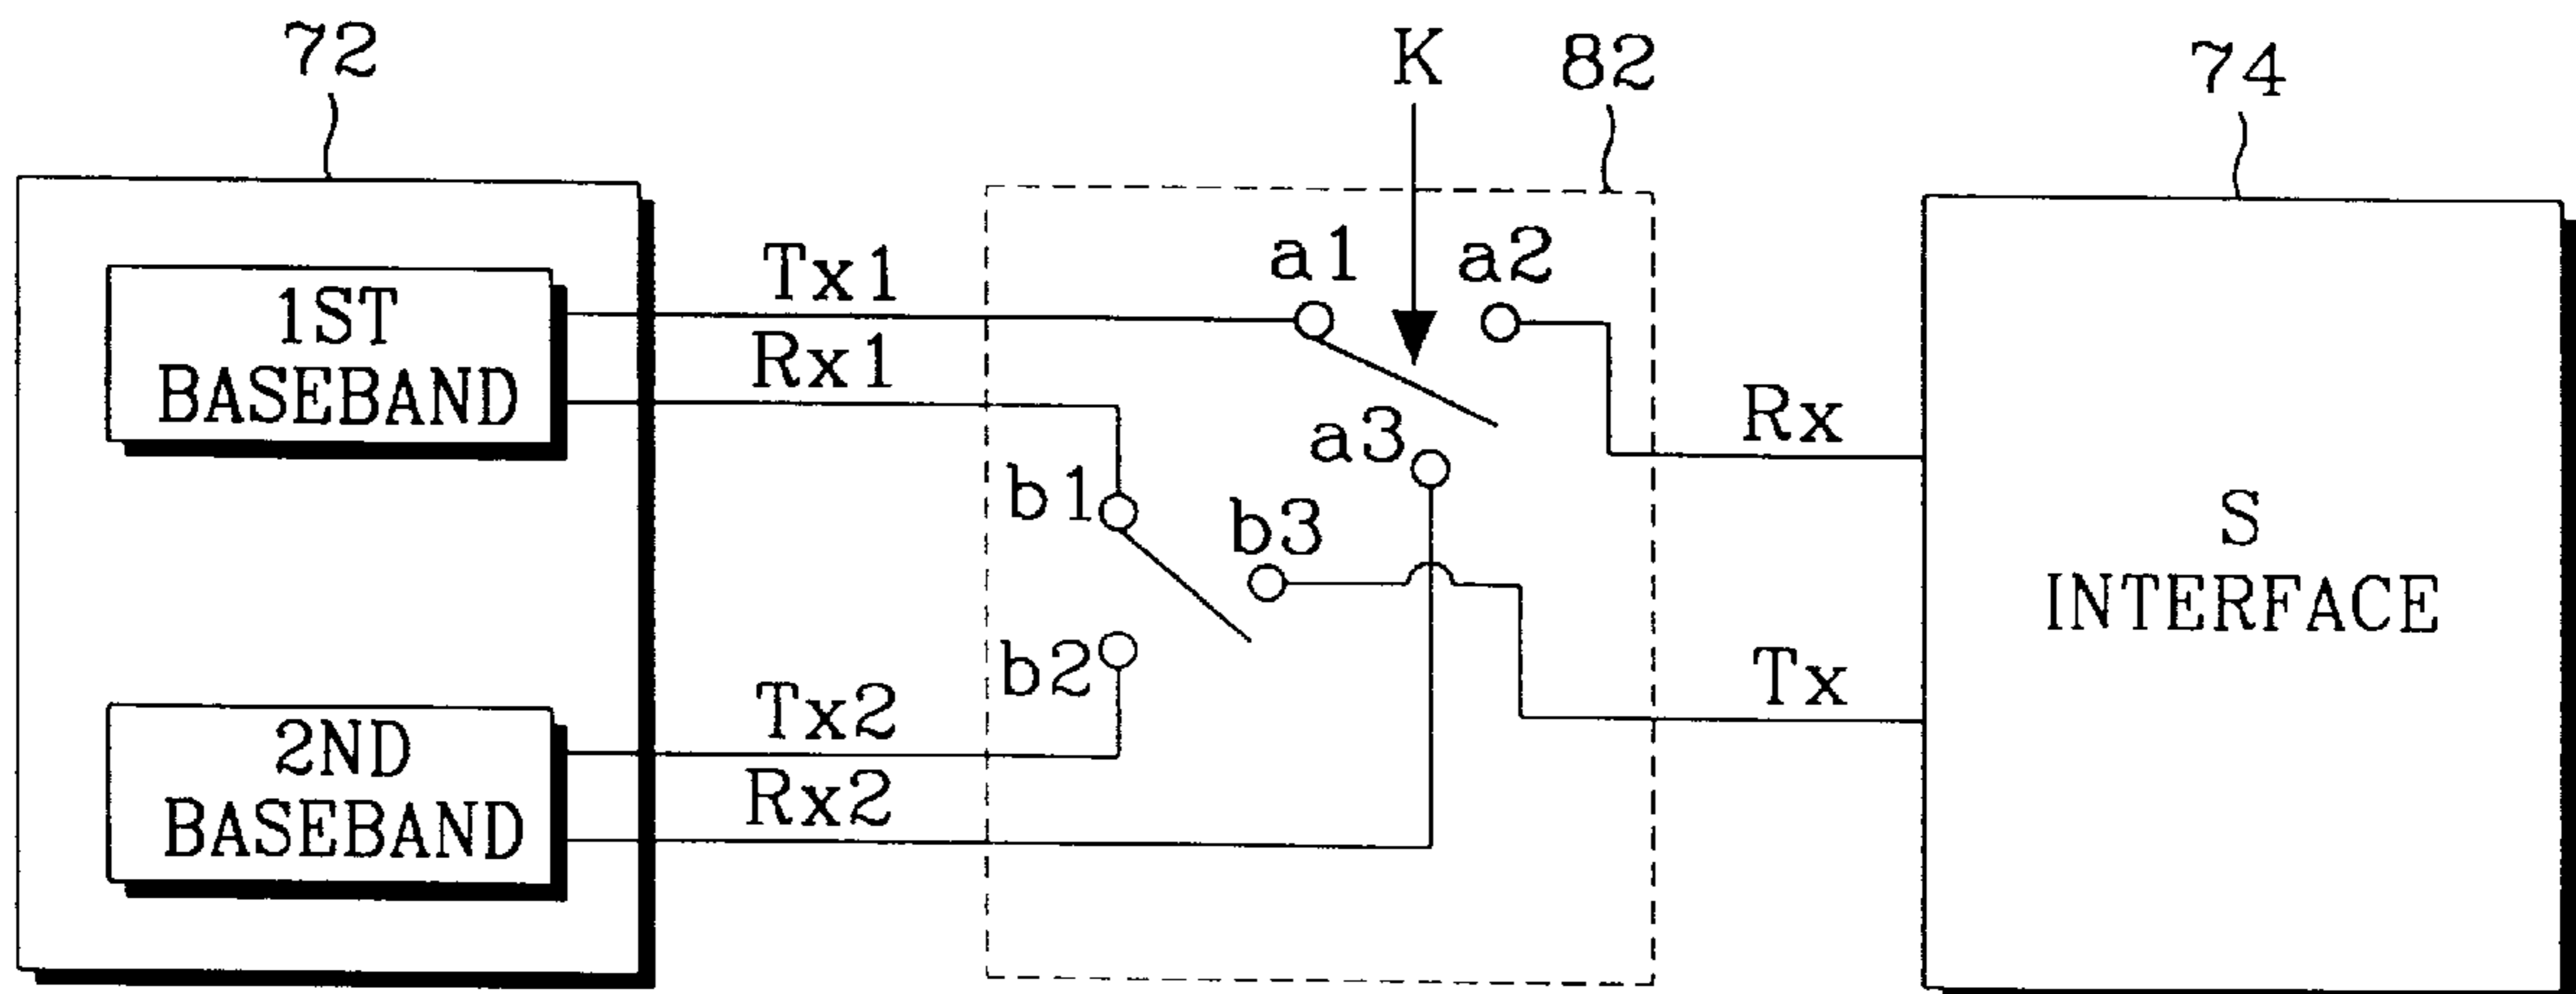 72
K
82
74
1ST
BASEBAND
Tx1
Rx1
a1
a2
a3
b1
b3
b2
Rx
Tx
S
INTERFACE
2ND
BASEBAND
Tx2
Rx2